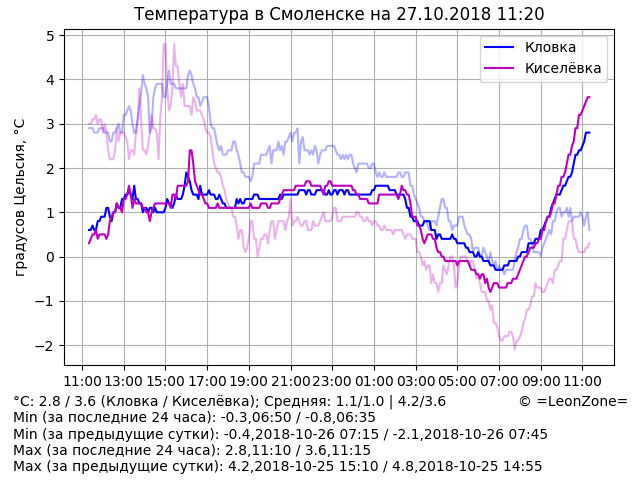 Температура в Смоленске на 27.10.2018 11:20
Кловка
Киселёвка
градусов Цельсия, °C
5
4
3
2
1
0
−1
−2
11:00 13:00 15:00 17:00 19:00 21:00 23:00 01:00 03:00 05:00 07:00 09:00 11:00
°C: 2.8 / 3.6 (Кловка / Киселёвка); Средняя: 1.1/1.0 | 4.2/3.6 © =LeonZone=
Min (за последние 24 часа): -0.3,06:50 / -0.8,06:35
Min (за предыдущие сутки): -0.4,2018-10-26 07:15 / -2.1,2018-10-26 07:45
Max (за последние 24 часа): 2.8,11:10 / 3.6,11:15
Max (за предыдущие сутки): 4.2,2018-10-25 15:10 / 4.8,2018-10-25 14:55